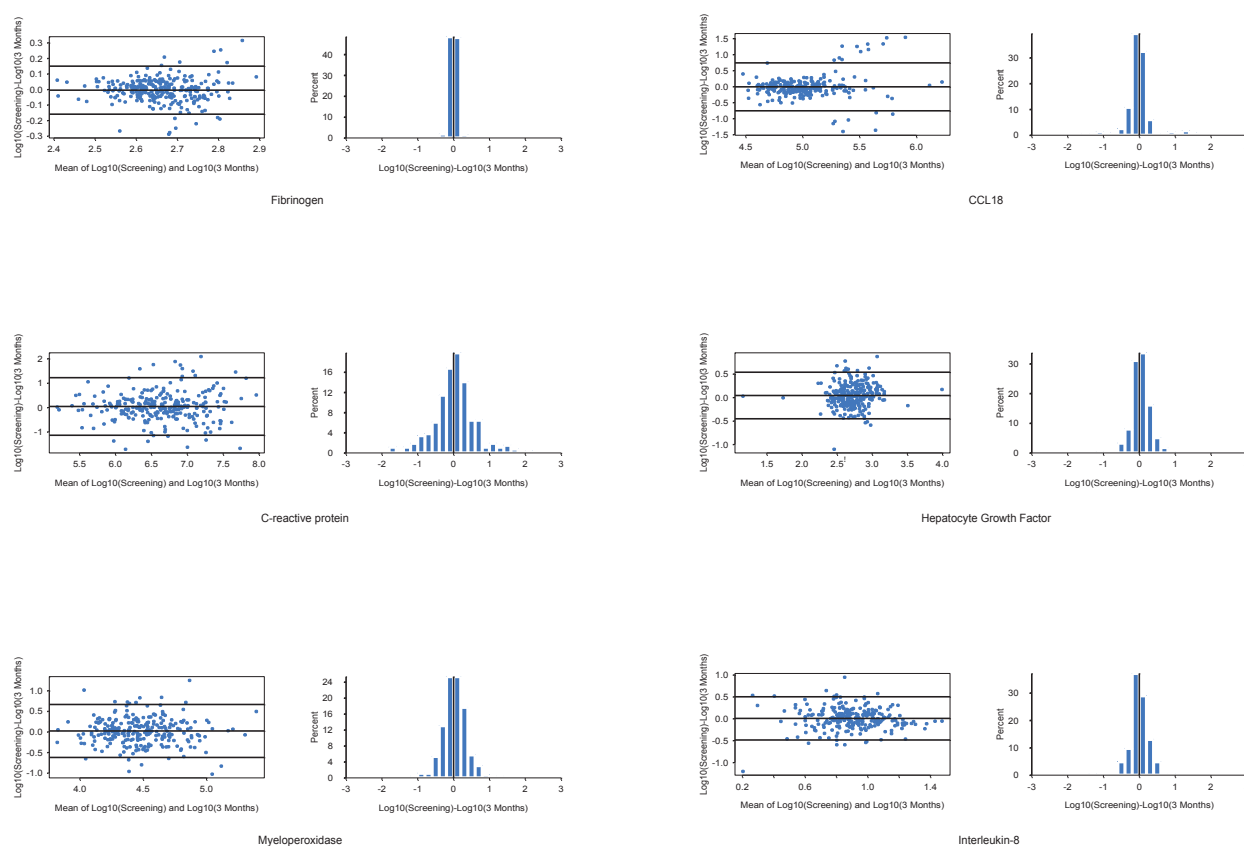 Log10(Screening)-Log10(3 Months)
0.3
0.2
0.1
0.0
-0.1
-0.2
-0.3
2.4 2.5 2.6 2.7 2.8 2.9
Mean of Log10(Screening) and Log10(3 Months)
Percent
40
30
20
10
0
-3 -2 -1 0 1 2 3
Log10(Screening)-Log10(3 Months)
Fibrinogen
Log10(Screening)-Log10(3 Months)
1.5
1.0
0.5
0.0
-0.5
-1.0
-1.5
4.5 5.0 5.5 6.0
Mean of Log10(Screening) and Log10(3 Months)
Percent
30
20
10
0
-3 -2 -1 0 1 2
Log10(Screening)-Log10(3 Months)
CCL18
Log10(Screening)-Log10(3 Months)
2
1
0
-1
5.5 6.0 6.5 7.0 7.5 8.0
Mean of Log10(Screening) and Log10(3 Months)
Percent
16
12
8
4
0
-3 -2 -1 0 1 2 3
Log10(Screening)-Log10(3 Months)
C-reactive protein
Log10(Screening)-Log10(3 Months)
0.5
0.0
-0.5
-1.0
1.5 2.0 2.5 3.0 3.5 4.0
Mean of Log10(Screening) and Log10(3 Months)
Percent
30
20
10
0
-3 -2 -1 0 1 2
Log10(Screening)-Log10(3 Months)
Hepatocyte Growth Factor
Log10(Screening)-Log10(3 Months)
1.0
0.5
0.0
-0.5
-1.0
4.0 4.5 5.0
Mean of Log10(Screening) and Log10(3 Months)
Percent
24
20
16
12
8
4
0
-3 -2 -1 0 1 2 3
Log10(Screening)-Log10(3 Months)
Myeloperoxidase
Log10(Screening)-Log10(3 Months)
1.0
0.5
0.0
-0.5
-1.0
0.2 0.6 1.0 1.4
Mean of Log10(Screening) and Log10(3 Months)
Percent
30
20
10
0
-3 -2 -1 0 1 2
Log10(Screening)-Log10(3 Months)
Interleukin-8